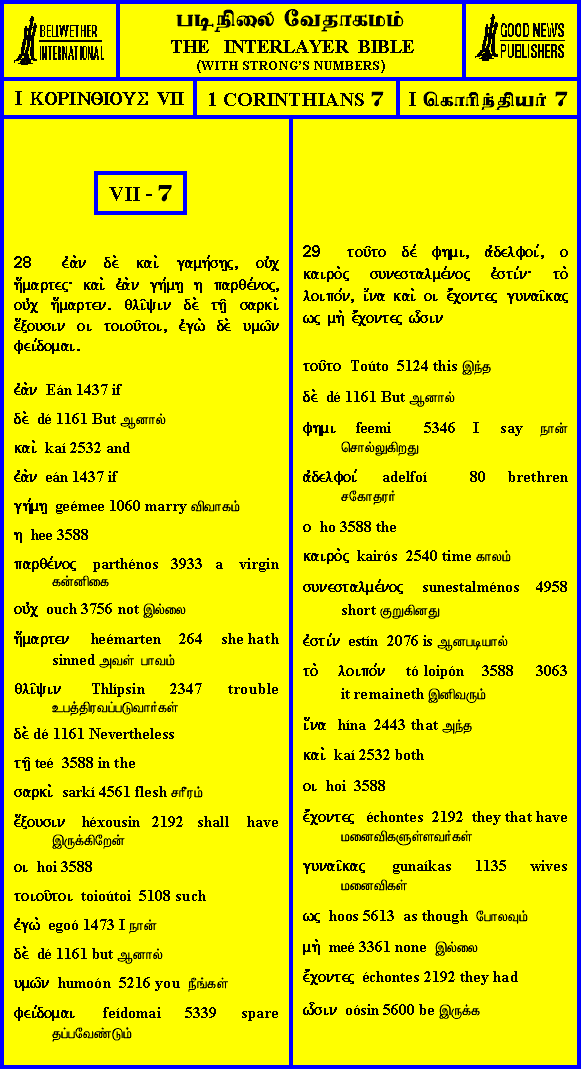 BELLWETHER
INTERNATIONAL
படிநிலை வேதாகமம்
THE INTERLAYER BIBLE
(WITH STRONG'S NUMBERS)
GOOD NEWS
PUBLISHERS
I ΚΟΡΙΝΘΙΟΥΣ VII
1 CORINTHIANS 7
I கொரிந்தியர் 7
VII - 7
28 ἐὰν δὲ καὶ γαμήσῃς, οὐχ
ἥμαρτες· καὶ ἐὰν γήμῃ η παρθένος,
οὐχ ἥμαρτεν. θλῖψιν δὲ τῇ σαρκὶ
ἕξουσιν οι τοιοῦτοι, ἐγὼ δὲ υμῶν
φείδομαι.
ἐὰν Eán 1437 if
δὲ dé 1161 But ஆனால்
καὶ kaí 2532 and
ἐὰν eán 1437 if
γήμῃ geémee 1060 marry விவாகம்
η hee 3588
παρθένος parthénos 3933 a virgin
கன்னிகை
οὐχ ouch 3756 not இல்லை
ἥμαρτεν heémarten 264 she hath
sinned அவள் பாவம்
θλῖψιν Thlípsin 2347 trouble
உபத்திரவப்படுவார்கள்
δὲ dé 1161 Nevertheless
τῇ teé 3588 in the
σαρκὶ sarkí 4561 flesh சரீரம்
ἕξουσιν héxousin 2192 shall have
இருக்கிறேன்
οι hoi 3588
τοιοῦτοι toioútoi 5108 such
ἐγὼ egoó 1473 I நான்
δὲ dé 1161 but ஆனால்
υμῶν humoón 5216 you நீங்கள்
φείδομαι feídomai 5339 spare
தப்பவேண்டும்
29 τοῦτο δέ φημι, ἀδελφοί, ο
καιρὸς συνεσταλμένος ἐστίν· τὸ
λοιπόν, ἵνα καὶ οι ἔχοντες γυναῖκας
ως μὴ ἔχοντες ὦσιν
τοῦτο Toúto 5124 this இந்த
δὲ dé 1161 But ஆனால்
φημι feemi 5346 I say நான்
சொல்லுகிறது
ἀδελφοί adelfoí 80 brethren
சகோதரர்
ο ho 3588 the
καιρὸς kairós 2540 time காலம்
συνεσταλμένος sunestalménos 4958
short குறுகினது
ἐστίν estín 2076 is ஆனபடியால்
τὸ λοιπόν tó loipón 3588 3063
it remaineth இனிவரும்
ἵνα hína 2443 that அந்த
καὶ kaí 2532 both
οι hoi 3588
ἔχοντες échontes 2192 they that have
மனைவிகளுள்ளவர்கள்
γυναῖκας gunaíkas 1135 wives
மனைவிகள்
ως hoos 5613 as though போலவும்
μὴ meé 3361 none இல்லை
ἔχοντες échontes 2192 they had
ὦσιν oósin 5600 be இருக்க